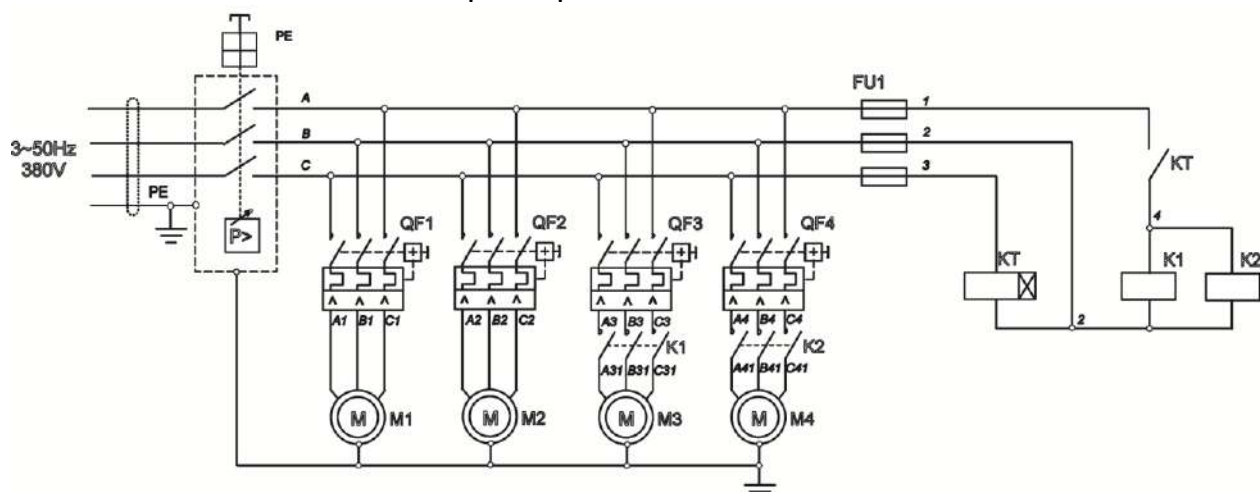 PE
A
FU1
1
B
2
3~50Hz
380V
C
3
KT
PE
P>
QF1
QF2
QF3
QF4
4
KT
K1
K2
A1 B1 C1
A2 B2 C2
A3 B3 C3
A4 B4 C4
2
K1
K2
A31 B31 C31
A41 B41 C41
M M1
M M2
M M3
M M4